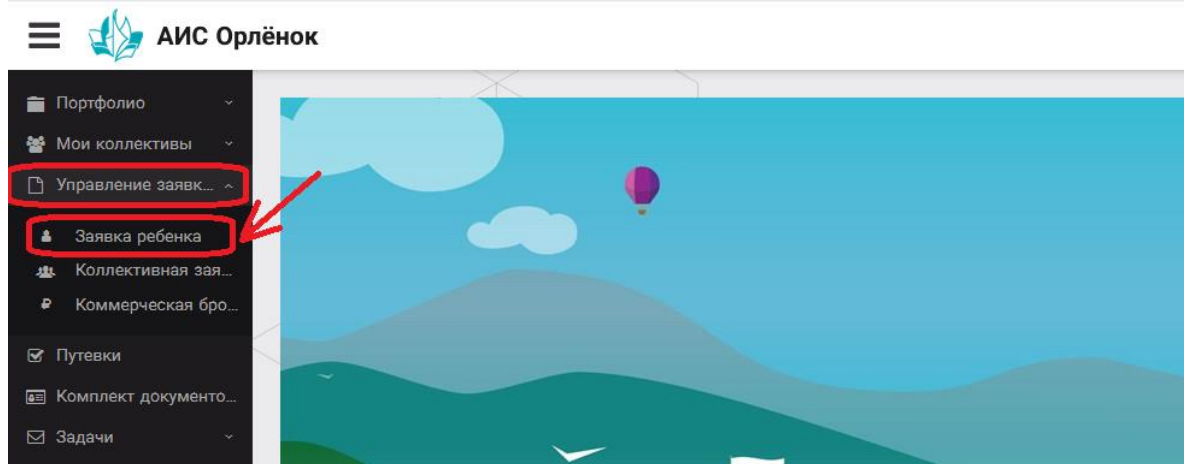 АИС Орлёнок
Портфолио
Мои коллективы
Управление заявк...
Заявка ребенка
Коллективная зая...
Коммерческая бро...
Путевки
Комплект документо...
Задачи